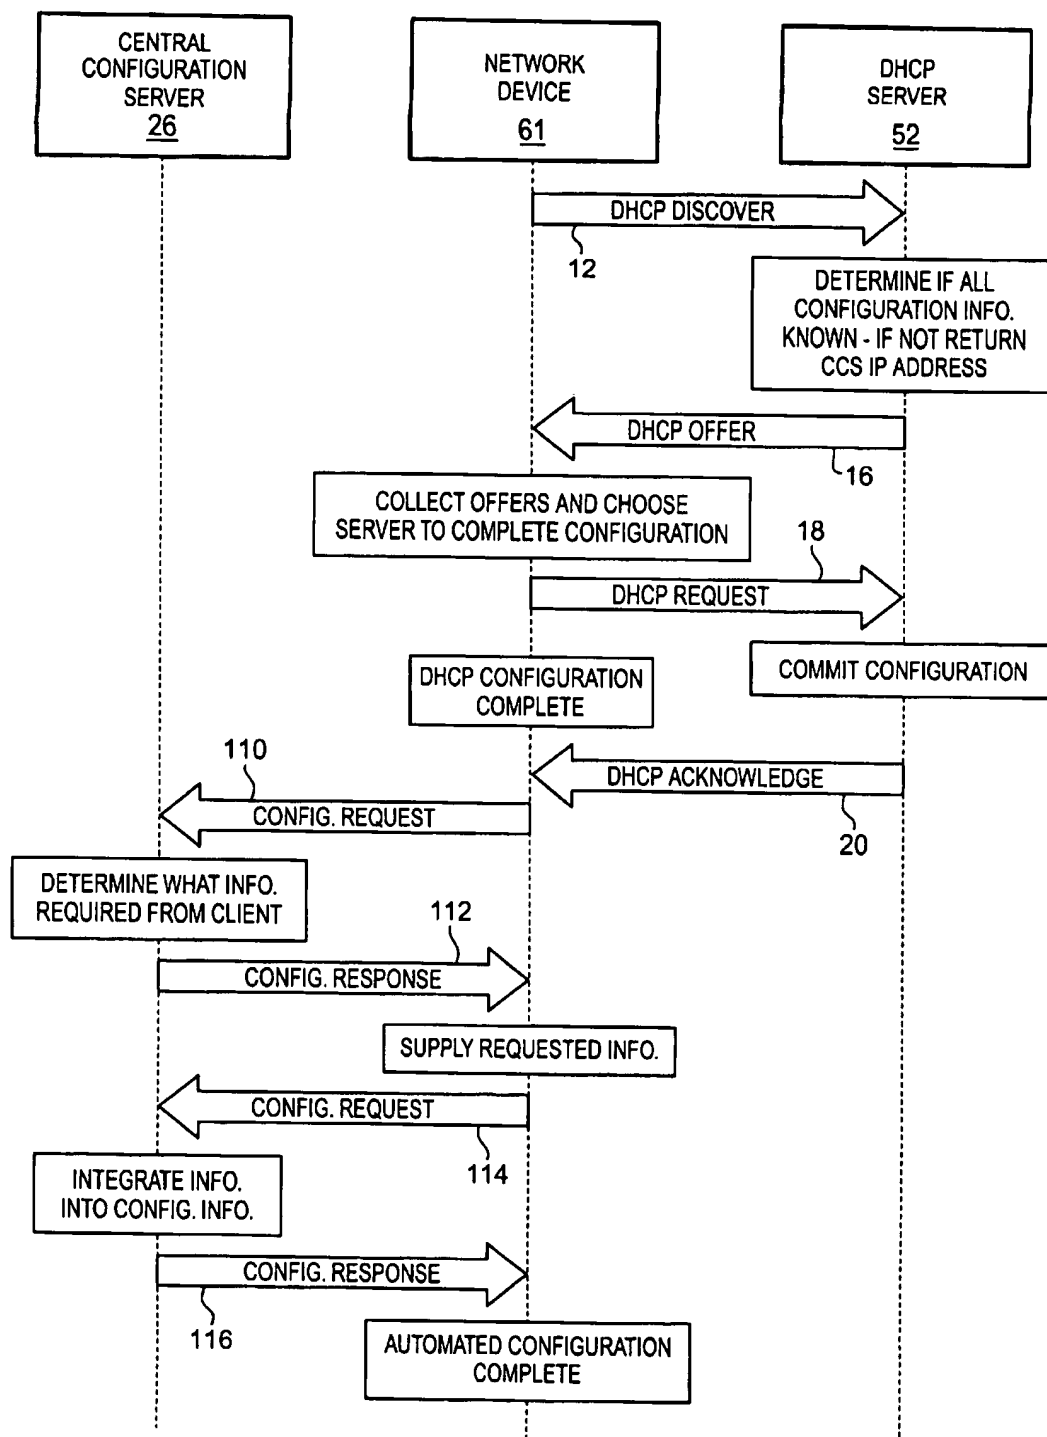 CENTRAL
CONFIGURATION
SERVER
26
NETWORK
DEVICE
61
DHCP
SERVER
52
DHCP DISCOVER
12
DETERMINE IF ALL
CONFIGURATION INFO.
KNOWN - IF NOT RETURN
CCS IP ADDRESS
DHCP OFFER
16
COLLECT OFFERS AND CHOOSE
SERVER TO COMPLETE CONFIGURATION
18
DHCP REQUEST
COMMIT CONFIGURATION
DHCP CONFIGURATION
COMPLETE
DHCP ACKNOWLEDGE
20
110
CONFIG. REQUEST
DETERMINE WHAT INFO.
REQUIRED FROM CLIENT
112
CONFIG. RESPONSE
SUPPLY REQUESTED INFO.
CONFIG. REQUEST
114
INTEGRATE INFO.
INTO CONFIG. INFO.
CONFIG. RESPONSE
116
AUTOMATED CONFIGURATION
COMPLETE